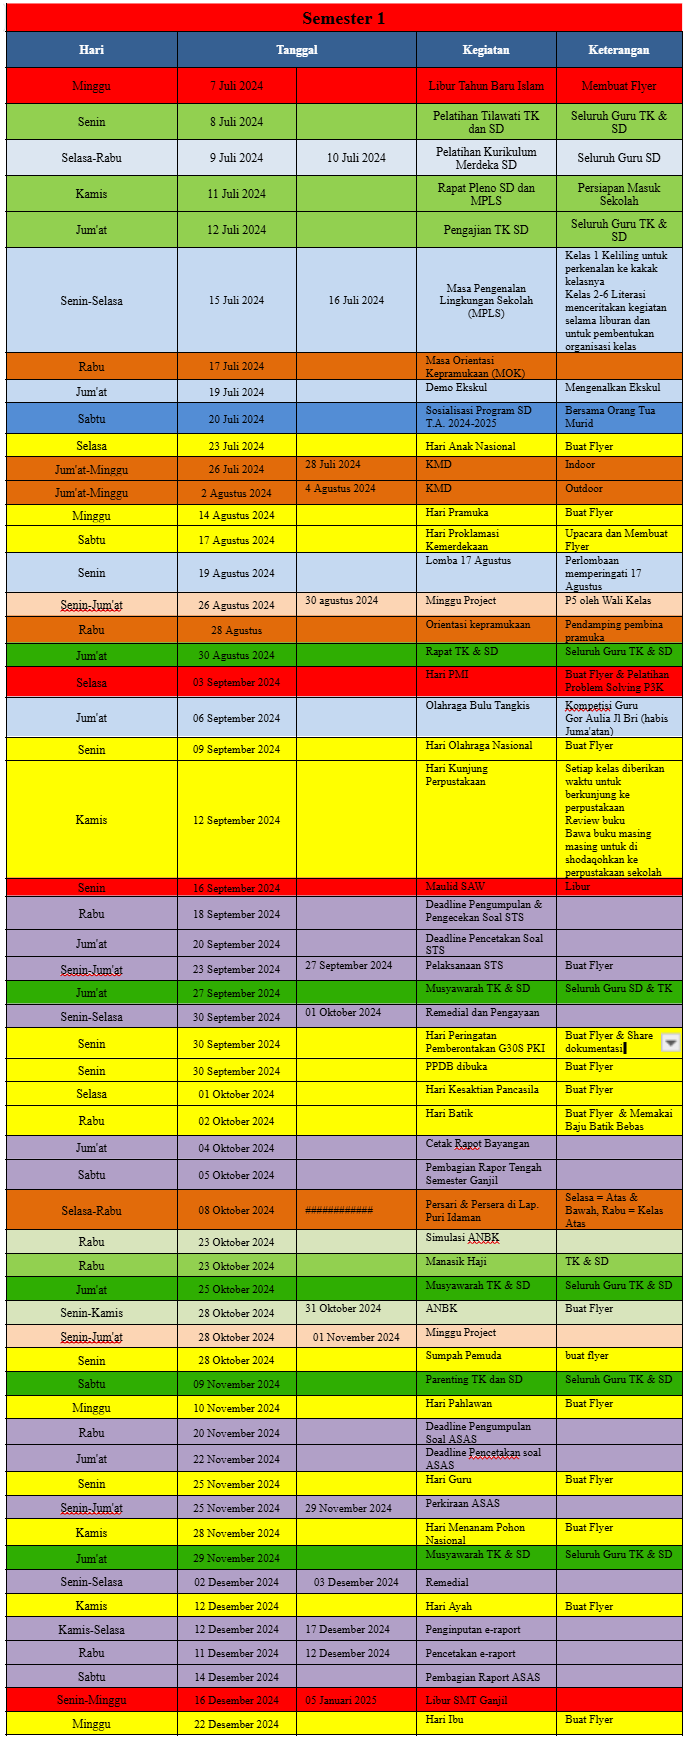 Semester 1
Hari Tanggal Kegiatan Keterangan
Minggu 7 Juli 2024 Libur Tahun Baru Islam Membuat Flyer
Senin 8 Juli 2024 Pelatihan Tilawati TK dan SD Seluruh Guru TK & SD
Selasa-Rabu 9 Juli 2024 10 Juli 2024 Pelatihan Kurikulum Merdeka SD Seluruh Guru SD
Kamis 11 Juli 2024 Rapat Pleno SD dan MPLS Persiapan Masuk Sekolah
Jum'at 12 Juli 2024 Pengajian TK SD Seluruh Guru TK & SD
Senin-Selasa 15 Juli 2024 16 Juli 2024 Masa Pengenalan Lingkungan Sekolah (MPLS) Kelas 1 Keliling untuk perkenalan ke kakak kelasnya
Kelas 2-6 Literasi menceritakan kegiatan selama liburan dan untuk pembentukan organisasi kelas
Rabu 17 Juli 2024 Masa Orientasi Kepramukaan (MOK)
Jum'at 19 Juli 2024 Demo Ekskul Mengenalkan Ekskul
Sabtu 20 Juli 2024 Sosialisasi Program SD T.A. 2024-2025 Bersama Orang Tua Murid
Selasa 23 Juli 2024 Hari Anak Nasional Buat Flyer
Jum'at-Minggu 26 Juli 2024 28 Juli 2024 KMD Indoor
Jum'at-Minggu 2 Agustus 2024 4 Agustus 2024 KMD Outdoor
Minggu 14 Agustus 2024 Hari Pramuka Buat Flyer
Sabtu 17 Agustus 2024 Hari Proklamasi Kemerdekaan Upacara dan Membuat Flyer
Senin 19 Agustus 2024 Lomba 17 Agustus Perlombaan memperingati 17 Agustus
Senin-Jum'at 26 Agustus 2024 30 agustus 2024 Minggu Project P5 oleh Wali Kelas
Rabu 28 Agustus Orientasi kepramukaan Pendamping pembina pramuka
Jum'at 30 Agustus 2024 Rapat TK & SD Seluruh Guru TK & SD
Selasa 03 September 2024 Hari PMI Buat Flyer & Pelatihan Problem Solving P3K
Jum'at 06 September 2024 Olahraga Bulu Tangkis Kompetisi Guru
Gor Aulia Jl Bri (habis Juma'atan)
Senin 09 September 2024 Hari Olahraga Nasional Buat Flyer
Kamis 12 September 2024 Hari Kunjung Perpustakaan Setiap kelas diberikan waktu untuk berkunjung ke perpustakaan
Review buku
Bawa buku masing masing untuk di shodaqohkan ke perpustakaan sekolah
Senin 16 September 2024 Maulid SAW Libur
Rabu 18 September 2024 Deadline Pengumpulan & Pengecekan Soal STS
Jum'at 20 September 2024 Deadline Pencetakan Soal STS
Senin-Jum'at 23 September 2024 27 September 2024 Pelaksanaan STS Buat Flyer
Jum'at 27 September 2024 Musyawarah TK & SD Seluruh Guru SD & TK
Senin-Selasa 30 September 2024 01 Oktober 2024 Remedial dan Pengayaan
Senin 30 September 2024 Hari Peringatan Pemberontakan G30S PKI Buat Flyer & Share dokumentasi
Senin 30 September 2024 PPDB dibuka Buat Flyer
Selasa 01 Oktober 2024 Hari Kesaktian Pancasila Buat Flyer
Rabu 02 Oktober 2024 Hari Batik Buat Flyer & Memakai Baju Batik Bebas
Jum'at 04 Oktober 2024 Cetak Rapot Bayangan
Sabtu 05 Oktober 2024 Pembagian Rapor Tengah Semester Ganjil
Selasa-Rabu 08 Oktober 2024 ############ Persari & Persera di Lap. Puri Idaman Selasa = Atas & Bawah, Rabu = Kelas Atas
Rabu 23 Oktober 2024 Simulasi ANBK
Rabu 23 Oktober 2024 Manasik Haji TK & SD
Jum'at 25 Oktober 2024 Musyawarah TK & SD Seluruh Guru TK & SD
Senin-Kamis 28 Oktober 2024 31 Oktober 2024 ANBK Buat Flyer
Senin-Jum'at 28 Oktober 2024 01 November 2024 Minggu Project
Senin 28 Oktober 2024 Sumpah Pemuda buat flyer
Sabtu 09 November 2024 Parenting TK dan SD Seluruh Guru TK & SD
Minggu 10 November 2024 Hari Pahlawan Buat Flyer
Rabu 20 November 2024 Deadline Pengumpulan Soal ASAS
Jum'at 22 November 2024 Deadline Pencetakan soal ASAS
Senin 25 November 2024 Hari Guru Buat Flyer
Senin-Jum'at 25 November 2024 29 November 2024 Perkiraan ASAS
Kamis 28 November 2024 Hari Menanam Pohon Nasional Buat Flyer
Jum'at 29 November 2024 Musyawarah TK & SD Seluruh Guru TK & SD
Senin-Selasa 02 Desember 2024 03 Desember 2024 Remedial
Kamis 12 Desember 2024 Hari Ayah Buat Flyer
Kamis-Selasa 12 Desember 2024 17 Desember 2024 Penginputan e-raport
Rabu 11 Desember 2024 12 Desember 2024 Pencetakan e-raport
Sabtu 14 Desember 2024 Pembagian Raport ASAS
Senin-Minggu 16 Desember 2024 05 Januari 2025 Libur SMT Ganjil
Minggu 22 Desember 2024 Hari Ibu Buat Flyer